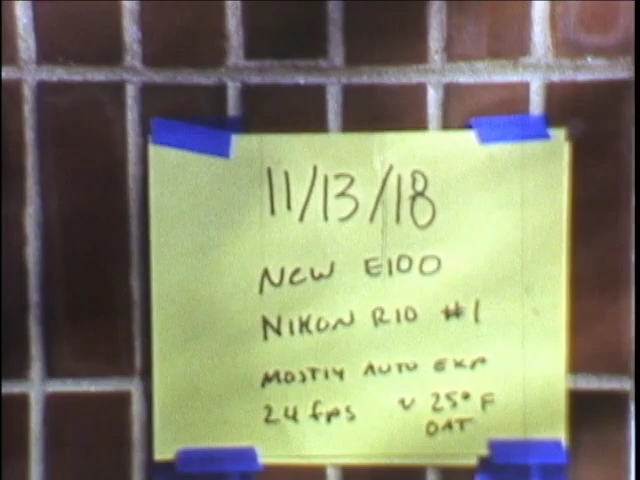 11/13/18
NEW E100
NIKON R10 #1
MOSTLY AUTO EXP
24 fps ~ 25° F
OAT